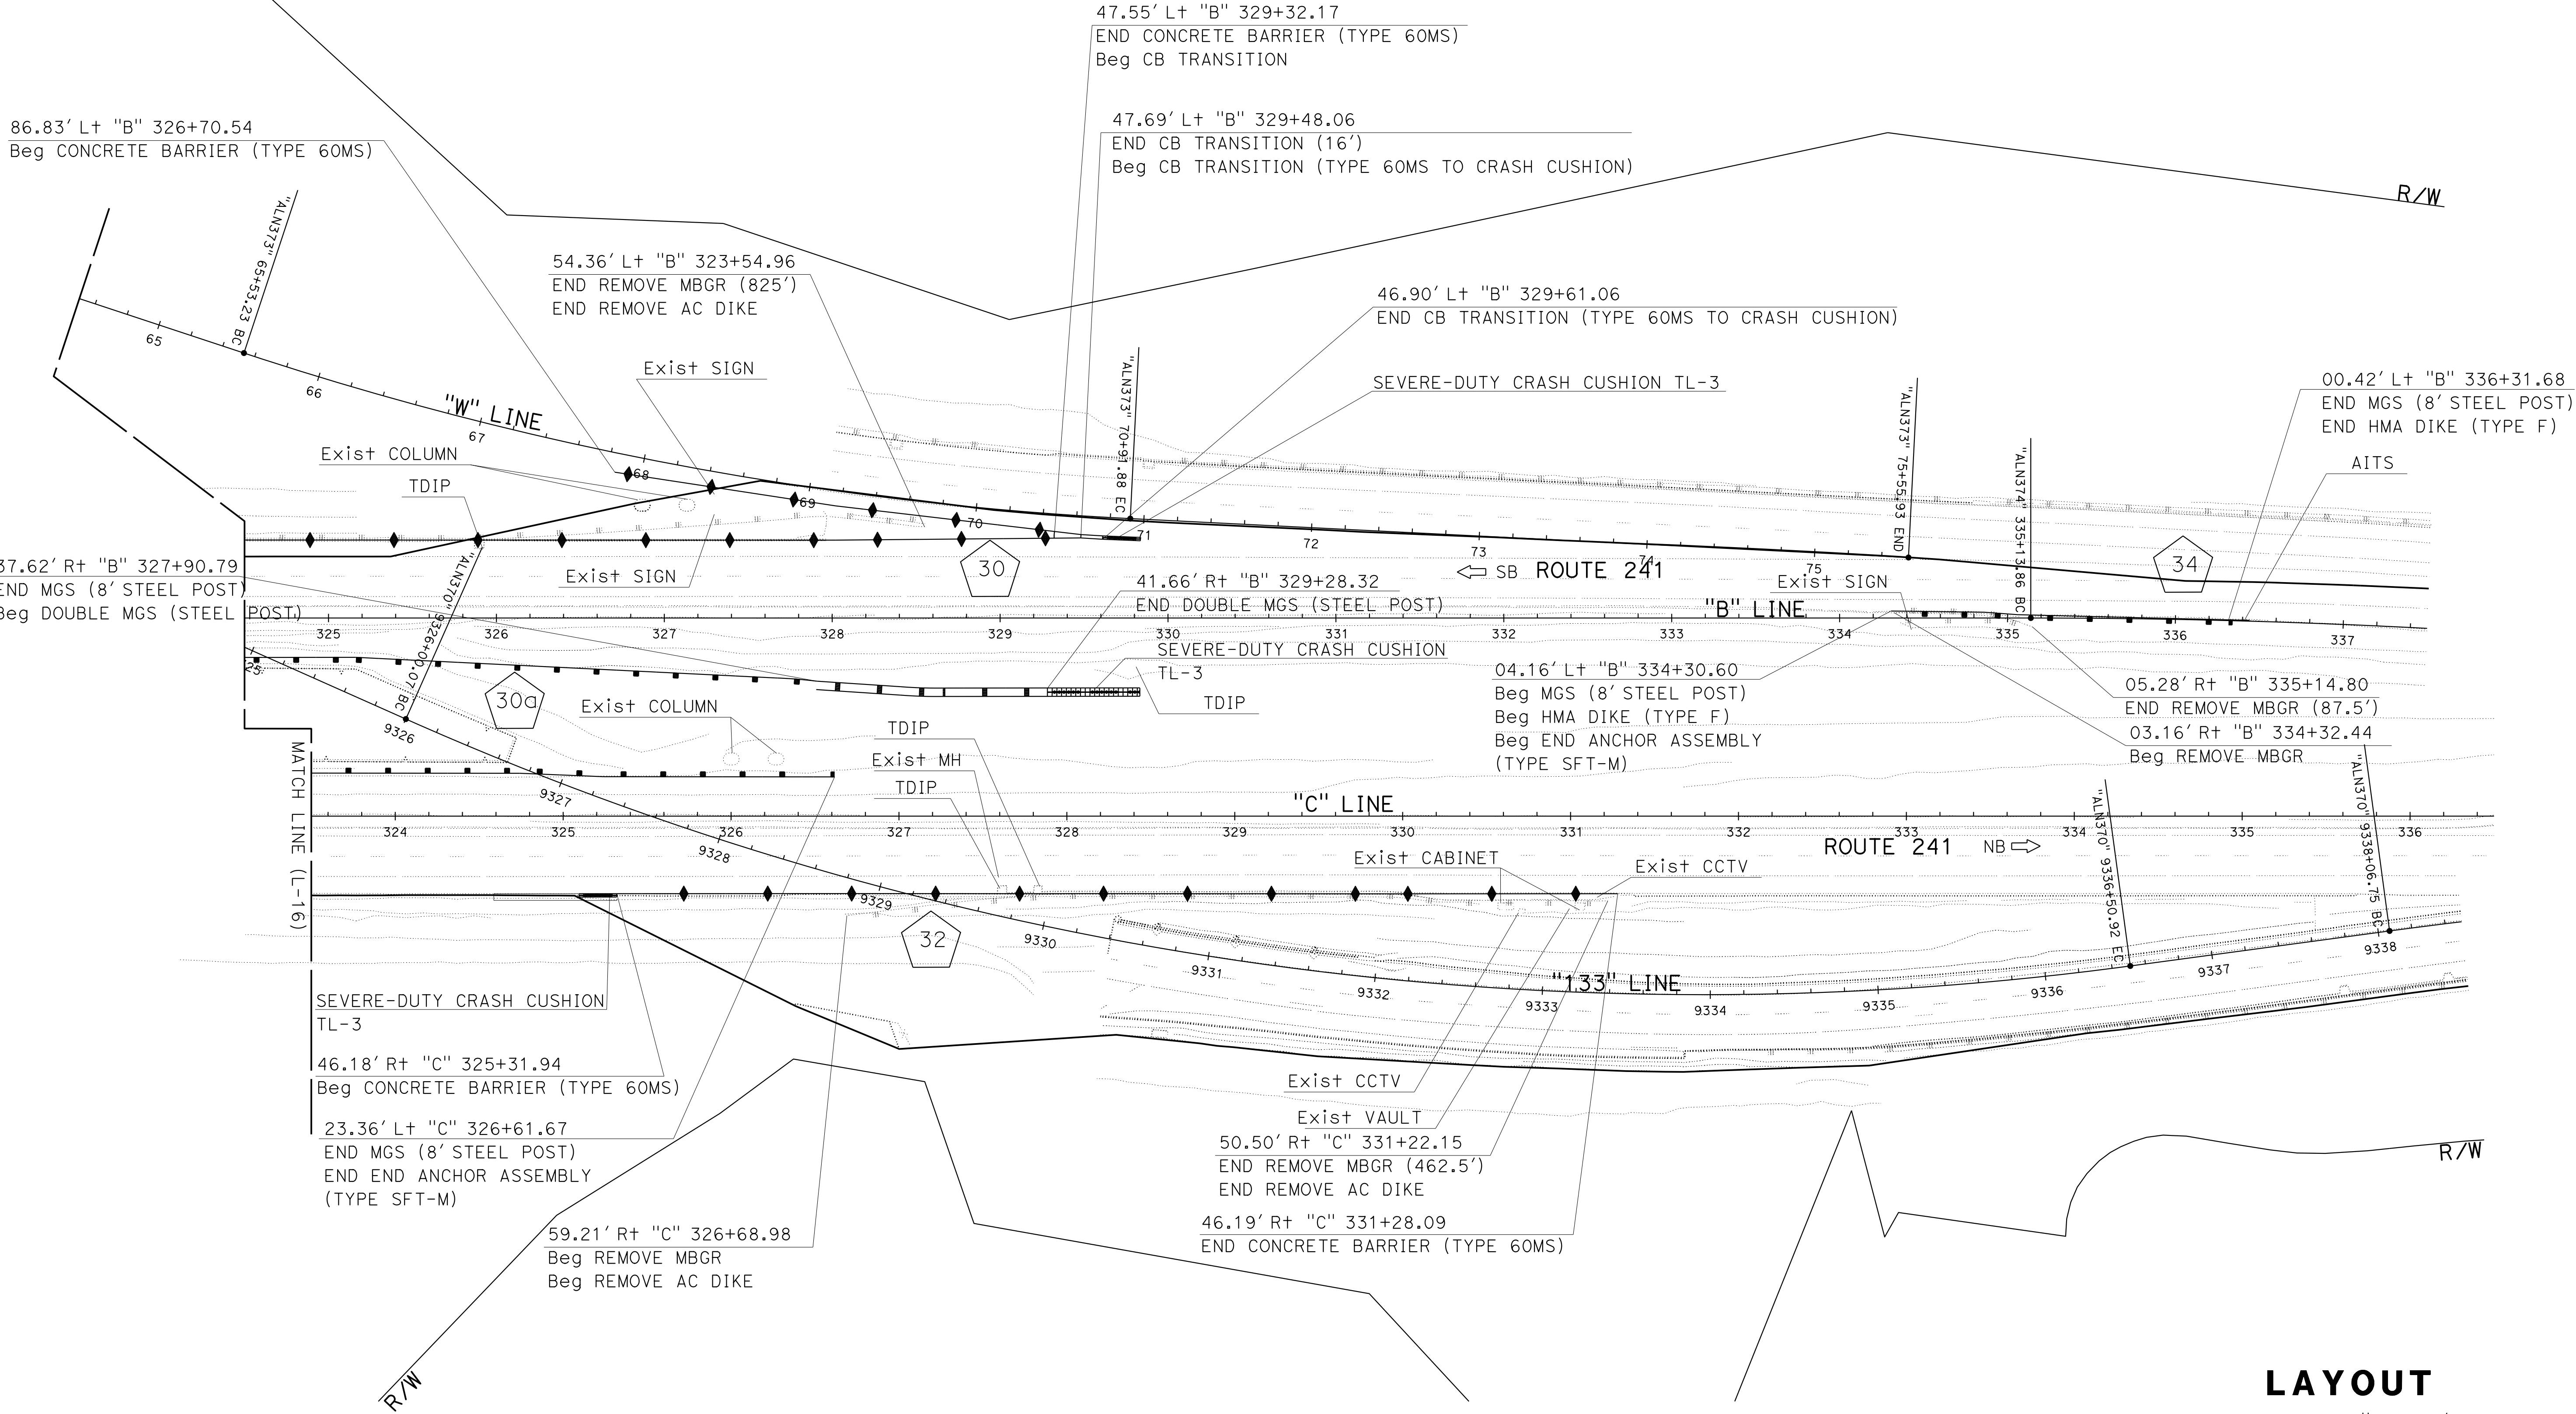 47.55' Lt "B" 329+32.17
END CONCRETE BARRIER (TYPE 60MS)
Beg CB TRANSITION
86.83' Lt "B" 326+70.54
Beg CONCRETE BARRIER (TYPE 60MS)
47.69' Lt "B" 329+48.06
END CB TRANSITION (16')
Beg CB TRANSITION (TYPE 60MS TO CRASH CUSHION)
R/W
"ALN373" 65+53.23 BC
54.36' Lt "B" 323+54.96
END REMOVE MBGR (825')
END REMOVE AC DIKE
46.90' Lt "B" 329+61.06
END CB TRANSITION (TYPE 60MS TO CRASH CUSHION)
Exist SIGN
SEVERE-DUTY CRASH CUSHION TL-3
00.42' Lt "B" 336+31.68
END MGS (8' STEEL POST)
END HMA DIKE (TYPE F)
AITS
"ALN373" 70+91.88 EC
"ALN373" 75+55.93 END
"ALN374" 335+13.86 BC
65
66
67
68
69
70
71
72
73
74
75
"W" LINE
Exist COLUMN
TDIP
Exist SIGN
30
34
SB ROUTE 241
Exist SIGN
37.62' Rt "B" 327+90.79
END MGS (8' STEEL POST)
Beg DOUBLE MGS (STEEL POST)
"ALN370" 9326+00.07 BC
41.66' Rt "B" 329+28.32
END DOUBLE MGS (STEEL POST)
"B" LINE
325
326
327
328
329
330
331
332
333
334
335
336
337
SEVERE-DUTY CRASH CUSHION
TL-3
TDIP
04.16' Lt "B" 334+30.60
Beg MGS (8' STEEL POST)
Beg HMA DIKE (TYPE F)
Beg END ANCHOR ASSEMBLY
(TYPE SFT-M)
05.28' Rt "B" 335+14.80
END REMOVE MBGR (87.5')
03.16' Rt "B" 334+32.44
Beg REMOVE MBGR
25
30a
Exist COLUMN
TDIP
Exist MH
TDIP
MATCH LINE (L-16)
"C" LINE
324
325
326
327
328
329
330
331
332
333
334
335
336
ROUTE 241 NB
Exist CABINET
Exist CCTV
"ALN370" 9336+50.92 EC
"ALN370" 9338+06.75 BC
9326
9327
9328
9329
9330
9331
9332
9333
9334
9335
9336
9337
9338
32
"133" LINE
SEVERE-DUTY CRASH CUSHION
TL-3
46.18' Rt "C" 325+31.94
Beg CONCRETE BARRIER (TYPE 60MS)
23.36' Lt "C" 326+61.67
END MGS (8' STEEL POST)
END END ANCHOR ASSEMBLY
(TYPE SFT-M)
Exist CCTV
Exist VAULT
50.50' Rt "C" 331+22.15
END REMOVE MBGR (462.5')
END REMOVE AC DIKE
46.19' Rt "C" 331+28.09
END CONCRETE BARRIER (TYPE 60MS)
59.21' Rt "C" 326+68.98
Beg REMOVE MBGR
Beg REMOVE AC DIKE
R/W
R/W
LAYOUT